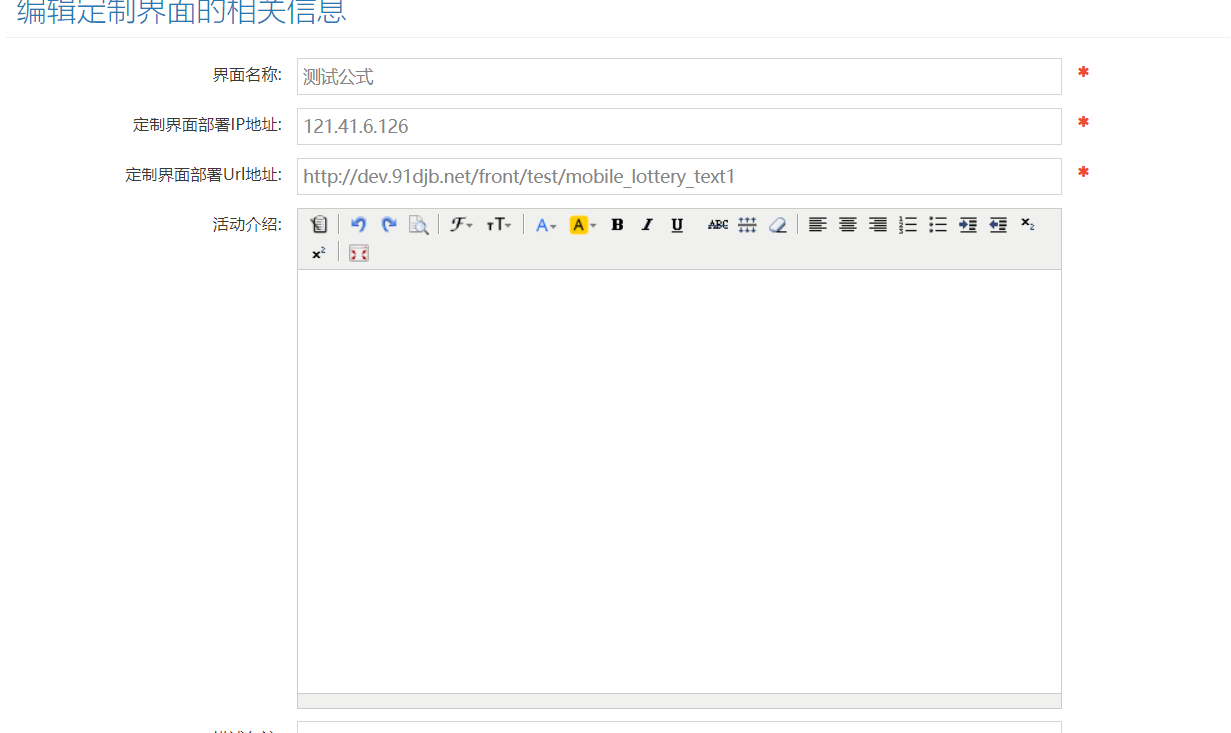 编辑定制界面的相关信息
界面名称: 测试公式 *
定制界面部署IP地址: 121.41.6.126 *
定制界面部署Url地址: http://dev.91djb.net/front/test/mobile_lottery_text1 *
活动介绍: